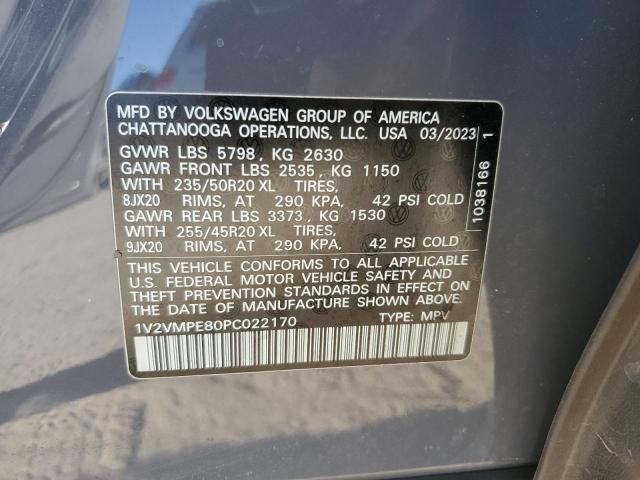 MFD BY VOLKSWAGEN GROUP OF AMERICA
CHATTANOOGA OPERATIONS, LLC. USA 03/2023
GVWR LBS 5798 , KG 2630
GAWR FRONT LBS 2535 , KG 1150
WITH 235/50R20 XL TIRES,
8JX20 RIMS, AT 290 KPA, 42 PSI COLD
GAWR REAR LBS 3373 , KG 1530
WITH 255/45R20 XL TIRES,
9JX20 RIMS, AT 290 KPA, 42 PSI COLD
THIS VEHICLE CONFORMS TO ALL APPLICABLE
U.S. FEDERAL MOTOR VEHICLE SAFETY AND
THEFT PREVENTION STANDARDS IN EFFECT ON
THE DATE OF MANUFACTURE SHOWN ABOVE.
1V2VMPE80PC022170 TYPE: MPV
1038166 1